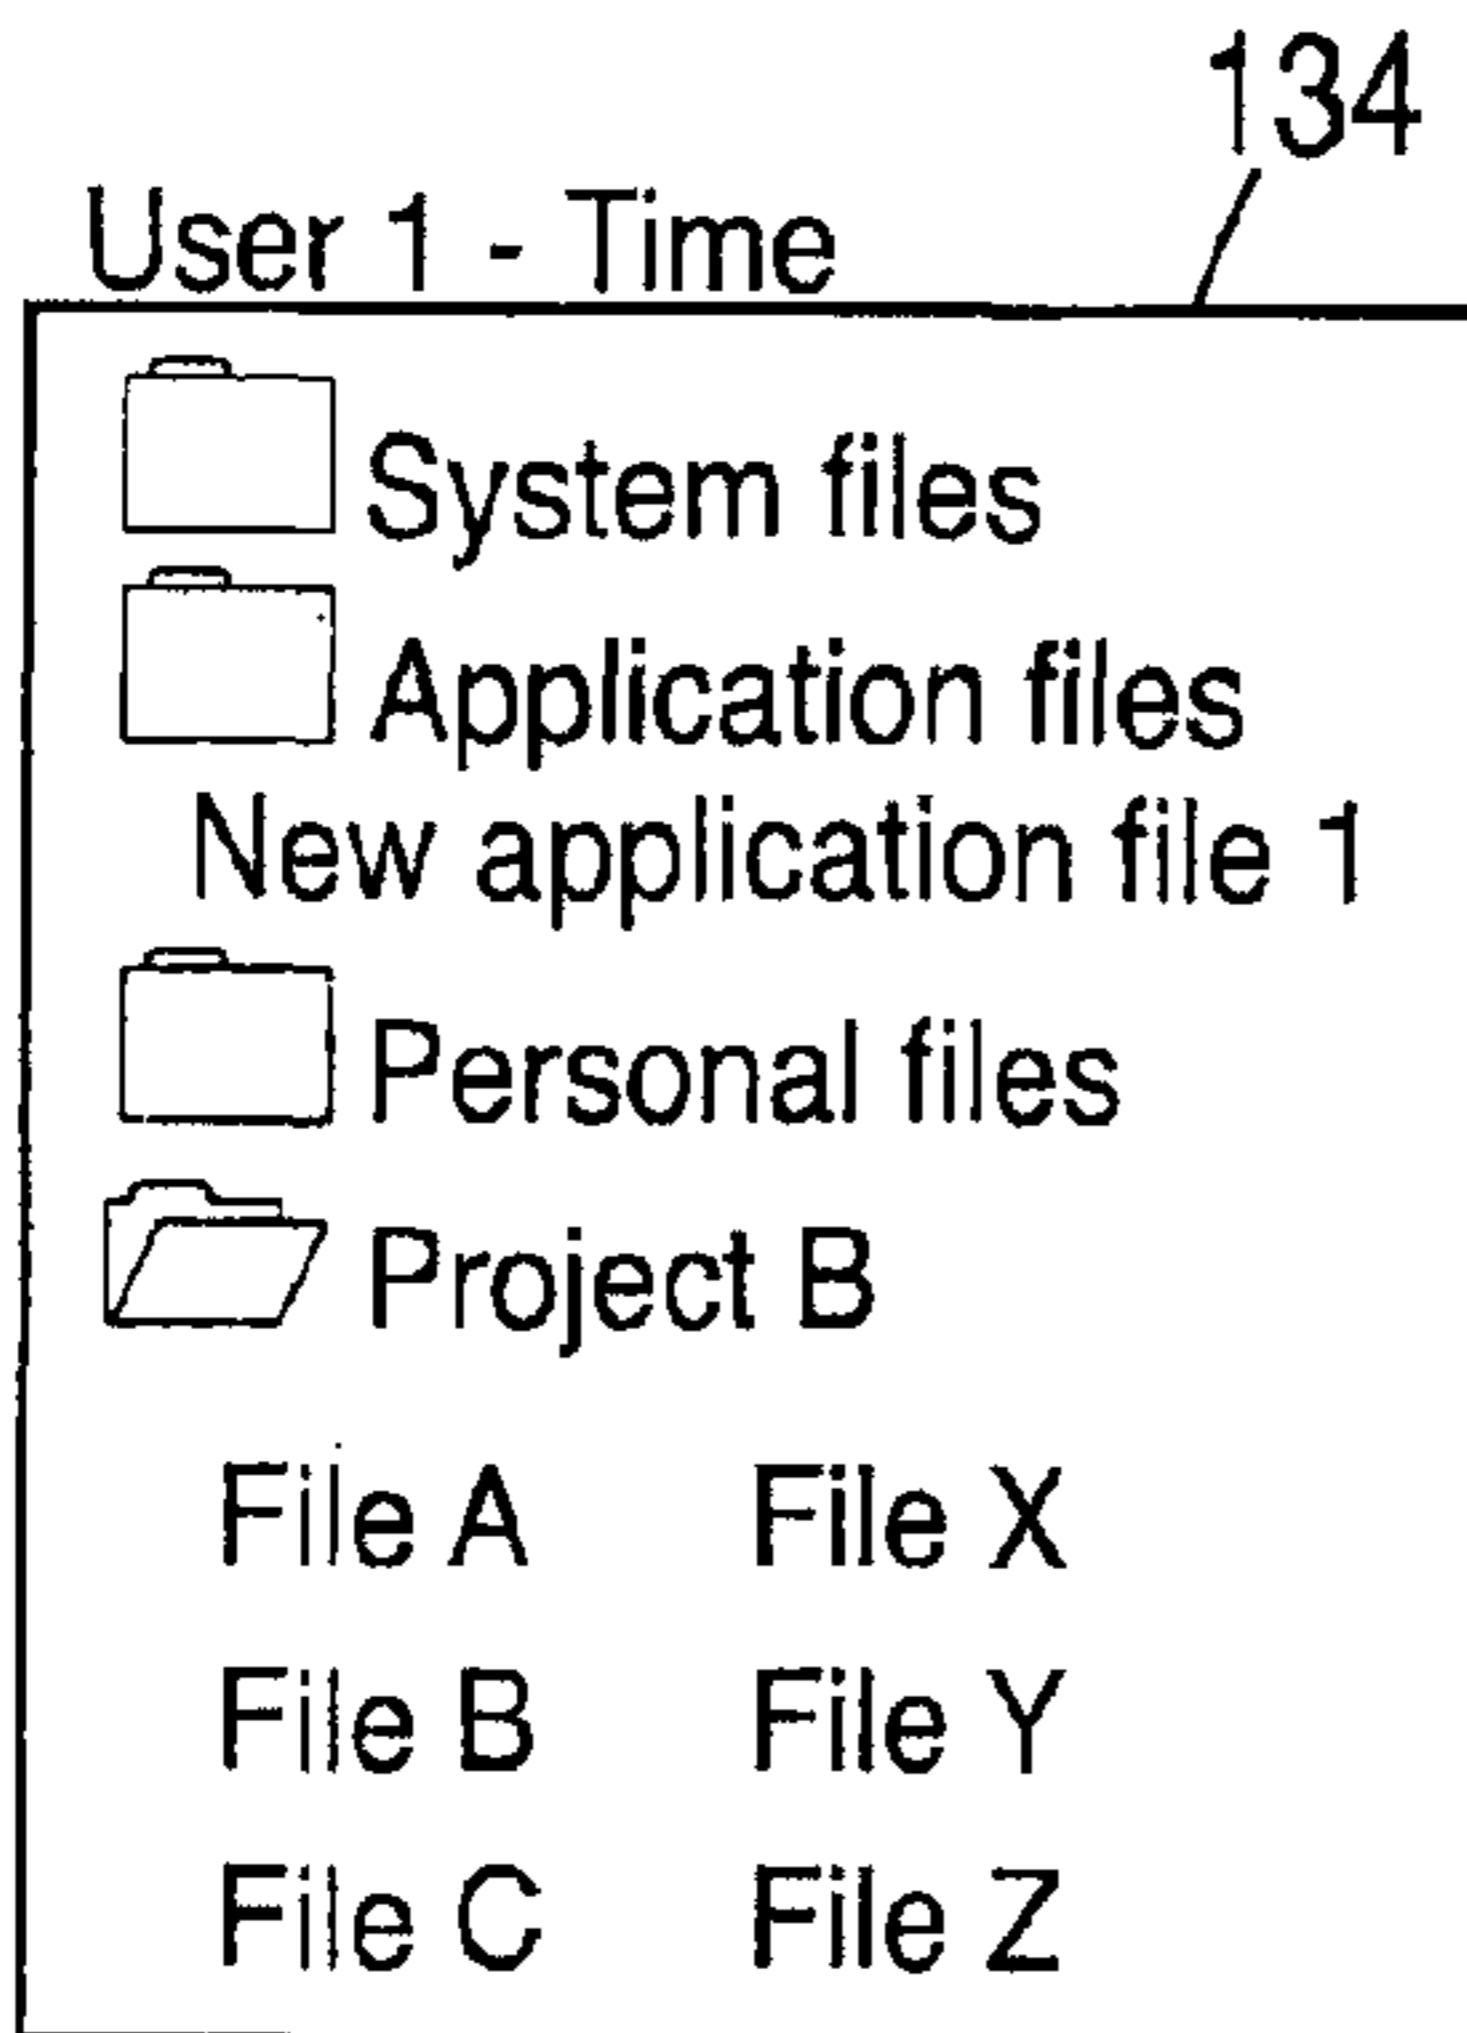 134
User 1 - Time
System files
Application files
New application file 1
Personal files
Project B
File A File X
File B File Y
File C File Z